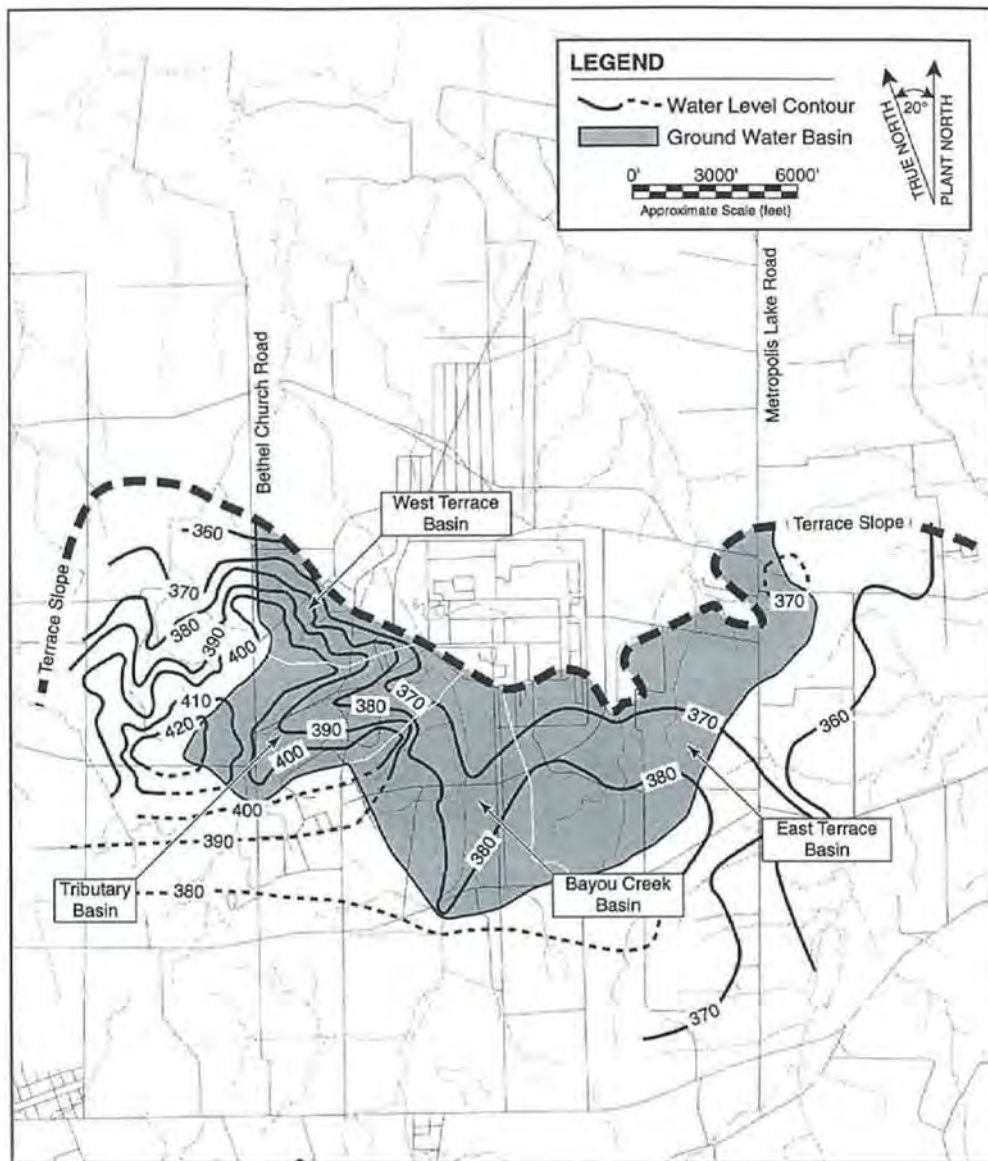 LEGEND
Water Level Contour
Ground Water Basin
0' 3000' 6000'
Approximate Scale (feet)
20°
TRUE NORTH
PLANT NORTH
Bethel Church Road
Metropolis Lake Road
West Terrace
Basin
Terrace Slope
Terrace Slope
360
370
380
390
400
410
420
370
380
390
400
370
370
380
380
360
400
390
380
370
East Terrace
Basin
Bayou Creek
Basin
Tributary
Basin